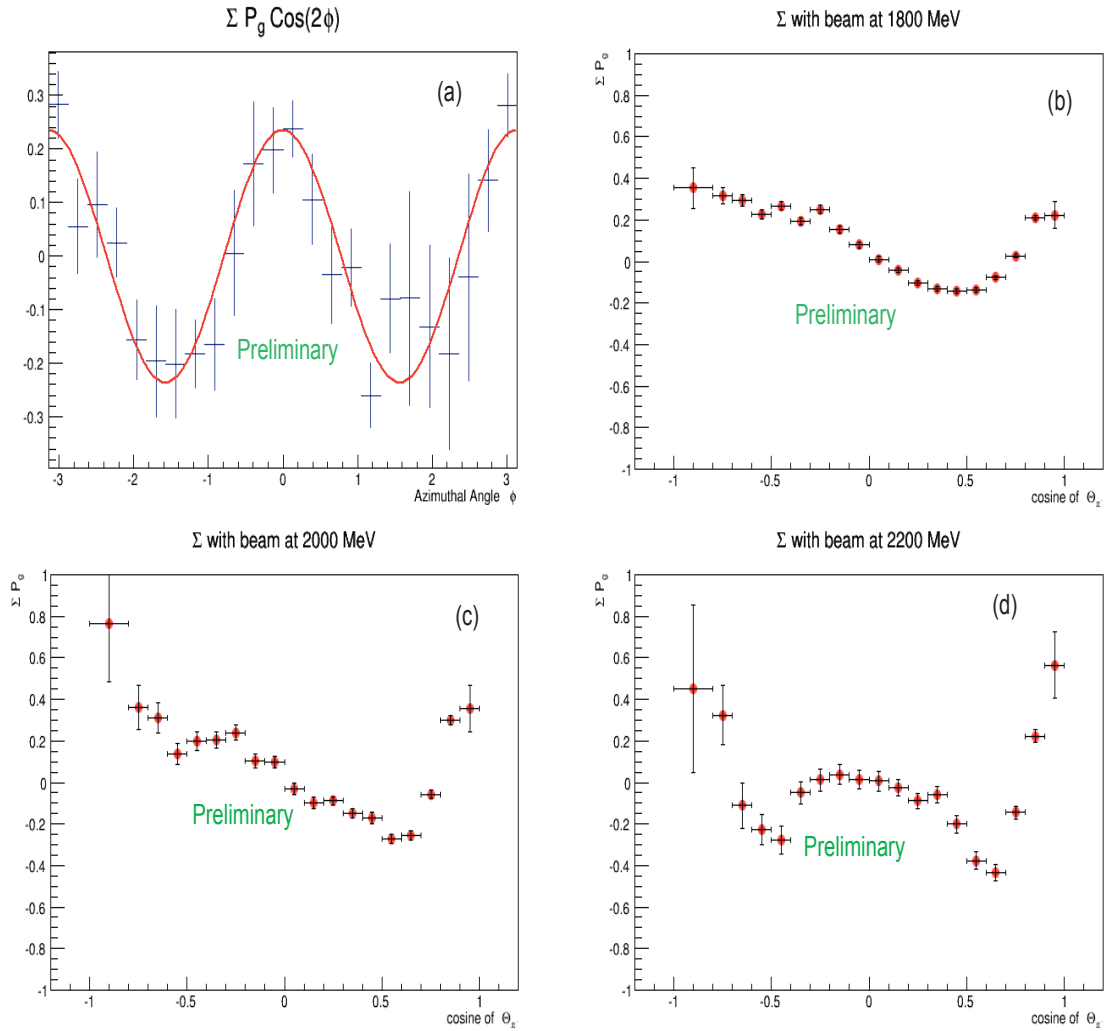 Σ P_g Cos(2ϕ)
(a)
0.3
0.2
0.1
0
-0.1
-0.2
-0.3
Preliminary
-3 -2 -1 0 1 2 3
Azimuthal Angle ϕ
Σ with beam at 1800 MeV
Σ P_g
(b)
1
0.8
0.6
0.4
0.2
0
-0.2
-0.4
-0.6
-0.8
-1
Preliminary
-1 -0.5 0 0.5 1
cosine of Θ_π-
Σ with beam at 2000 MeV
Σ P_g
(c)
1
0.8
0.6
0.4
0.2
0
-0.2
-0.4
-0.6
-0.8
-1
Preliminary
-1 -0.5 0 0.5 1
cosine of Θ_π-
Σ with beam at 2200 MeV
Σ P_g
(d)
1
0.8
0.6
0.4
0.2
0
-0.2
-0.4
-0.6
-0.8
-1
Preliminary
-1 -0.5 0 0.5 1
cosine of Θ_π-